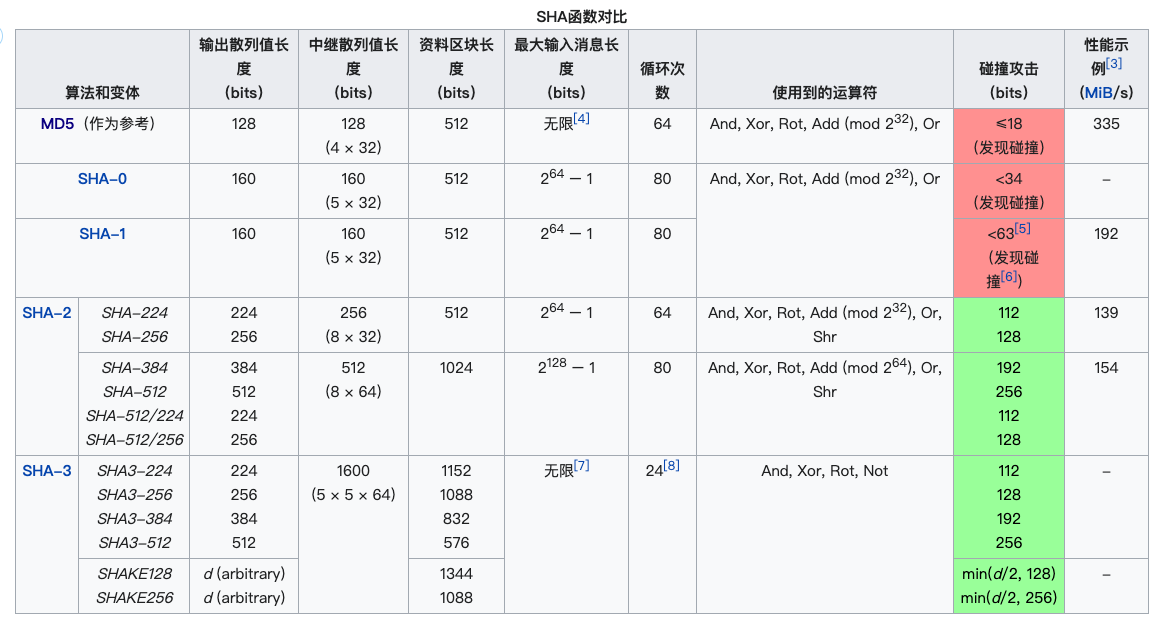 SHA函数对比
算法和变体
输出散列值长
度
(bits)
中继散列值长
度
(bits)
资料区块长
度
(bits)
最大输入消息长
度
(bits)
循环次
数
使用到的运算符
碰撞攻击
(bits)
性能示
例[3]
(MiB/s)
MD5（作为参考）
128
128
(4 × 32)
512
无限[4]
64
And, Xor, Rot, Add (mod 2^32), Or
≤18
(发现碰撞)
335
SHA-0
160
160
(5 × 32)
512
2^64 − 1
80
And, Xor, Rot, Add (mod 2^32), Or
<34
(发现碰撞)
–
SHA-1
160
160
(5 × 32)
512
2^64 − 1
80
<63[5]
(发现碰
撞[6])
192
SHA-2
SHA-224
SHA-256
224
256
256
(8 × 32)
512
2^64 − 1
64
And, Xor, Rot, Add (mod 2^32), Or,
Shr
112
128
139
SHA-384
SHA-512
SHA-512/224
SHA-512/256
384
512
224
256
512
(8 × 64)
1024
2^128 − 1
80
And, Xor, Rot, Add (mod 2^64), Or,
Shr
192
256
112
128
154
SHA-3
SHA3-224
SHA3-256
SHA3-384
SHA3-512
224
256
384
512
1600
(5 × 5 × 64)
1152
1088
832
576
无限[7]
24[8]
And, Xor, Rot, Not
112
128
192
256
–
SHAKE128
SHAKE256
d (arbitrary)
d (arbitrary)
1344
1088
min(d/2, 128)
min(d/2, 256)
–